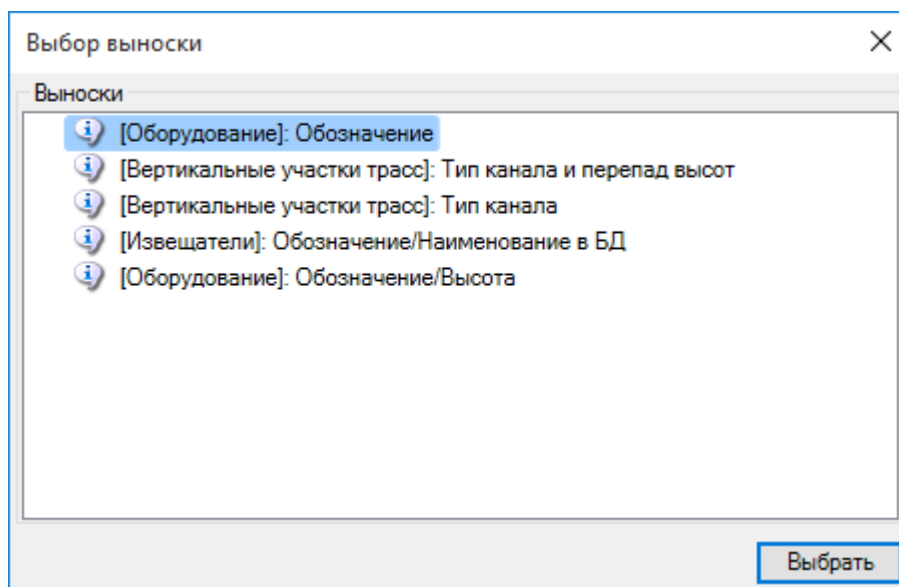 Выбор выноски
Выноски
[Оборудование]: Обозначение
[Вертикальные участки трасс]: Тип канала и перепад высот
[Вертикальные участки трасс]: Тип канала
[Извещатели]: Обозначение/Наименование в БД
[Оборудование]: Обозначение/Высота
Выбрать